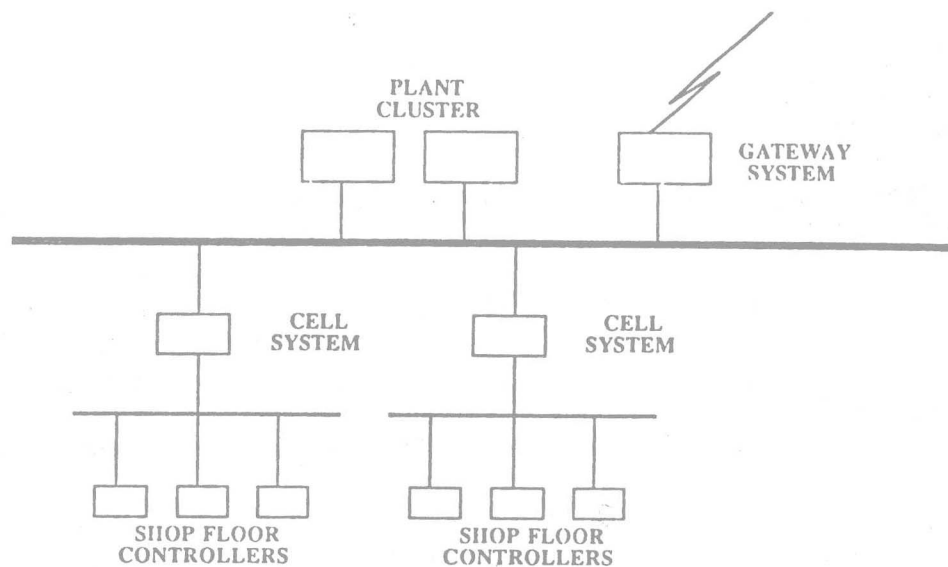 PLANT
CLUSTER
GATEWAY
SYSTEM
CELL
SYSTEM
CELL
SYSTEM
SHOP FLOOR
CONTROLLERS
SHOP FLOOR
CONTROLLERS